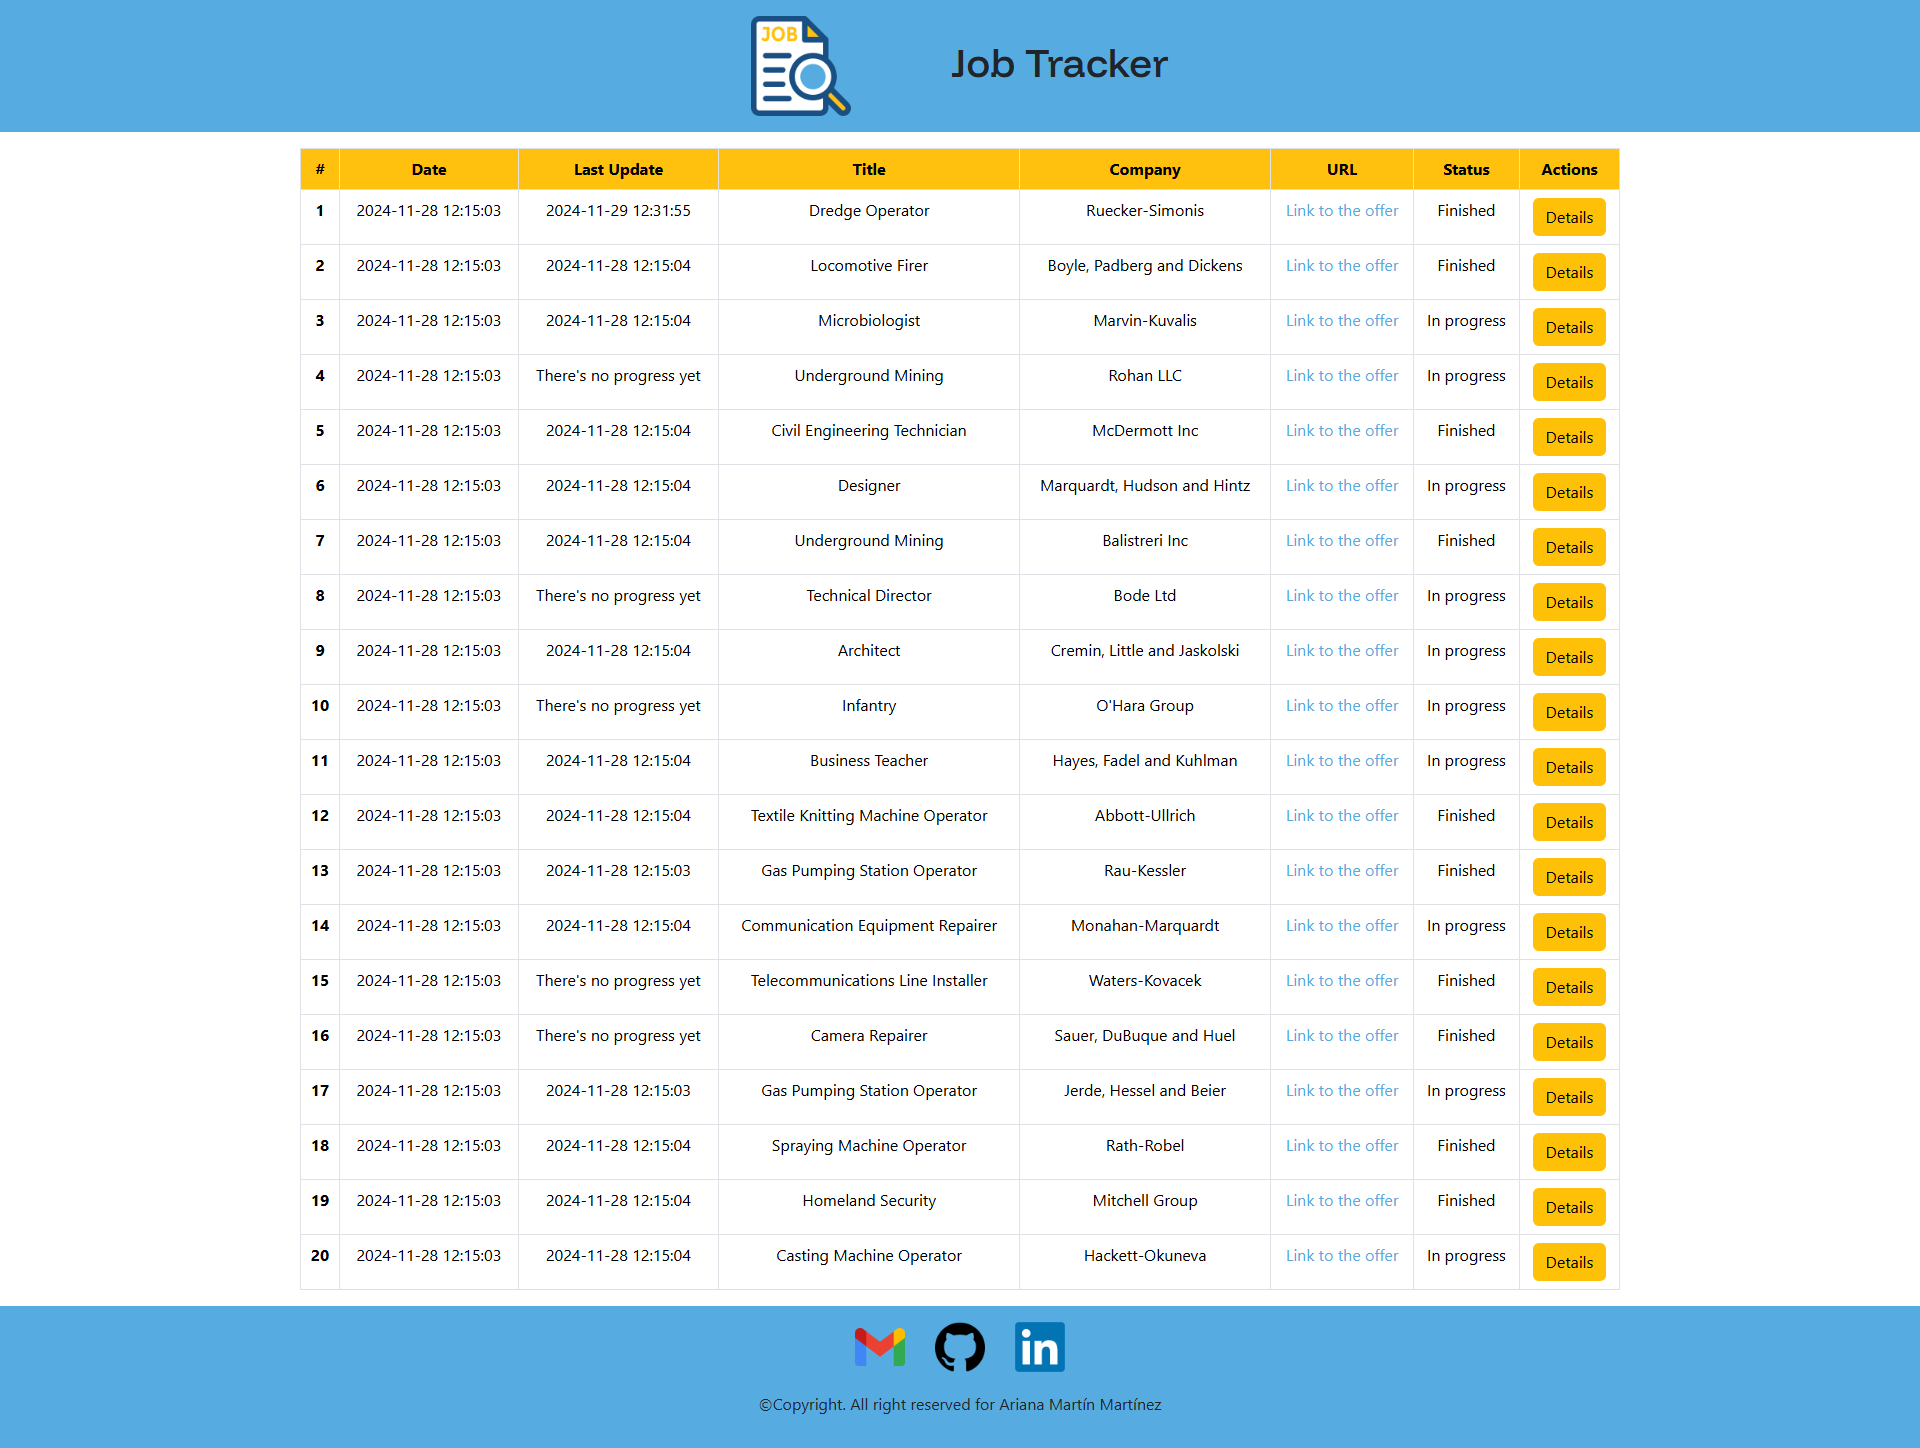 JOB
Job Tracker
# Date Last Update Title Company URL Status Actions
1 2024-11-28 12:15:03 2024-11-29 12:31:55 Dredge Operator Ruecker-Simonis Link to the offer Finished Details
2 2024-11-28 12:15:03 2024-11-28 12:15:04 Locomotive Firer Boyle, Padberg and Dickens Link to the offer Finished Details
3 2024-11-28 12:15:03 2024-11-28 12:15:04 Microbiologist Marvin-Kuvalis Link to the offer In progress Details
4 2024-11-28 12:15:03 There's no progress yet Underground Mining Rohan LLC Link to the offer In progress Details
5 2024-11-28 12:15:03 2024-11-28 12:15:04 Civil Engineering Technician McDermott Inc Link to the offer Finished Details
6 2024-11-28 12:15:03 2024-11-28 12:15:04 Designer Marquardt, Hudson and Hintz Link to the offer In progress Details
7 2024-11-28 12:15:03 2024-11-28 12:15:04 Underground Mining Balistreri Inc Link to the offer Finished Details
8 2024-11-28 12:15:03 There's no progress yet Technical Director Bode Ltd Link to the offer In progress Details
9 2024-11-28 12:15:03 2024-11-28 12:15:04 Architect Cremin, Little and Jaskolski Link to the offer In progress Details
10 2024-11-28 12:15:03 There's no progress yet Infantry O'Hara Group Link to the offer In progress Details
11 2024-11-28 12:15:03 2024-11-28 12:15:04 Business Teacher Hayes, Fadel and Kuhlman Link to the offer In progress Details
12 2024-11-28 12:15:03 2024-11-28 12:15:04 Textile Knitting Machine Operator Abbott-Ullrich Link to the offer Finished Details
13 2024-11-28 12:15:03 2024-11-28 12:15:03 Gas Pumping Station Operator Rau-Kessler Link to the offer Finished Details
14 2024-11-28 12:15:03 2024-11-28 12:15:04 Communication Equipment Repairer Monahan-Marquardt Link to the offer In progress Details
15 2024-11-28 12:15:03 There's no progress yet Telecommunications Line Installer Waters-Kovacek Link to the offer Finished Details
16 2024-11-28 12:15:03 There's no progress yet Camera Repairer Sauer, DuBuque and Huel Link to the offer Finished Details
17 2024-11-28 12:15:03 2024-11-28 12:15:03 Gas Pumping Station Operator Jerde, Hessel and Beier Link to the offer In progress Details
18 2024-11-28 12:15:03 2024-11-28 12:15:04 Spraying Machine Operator Rath-Robel Link to the offer Finished Details
19 2024-11-28 12:15:03 2024-11-28 12:15:04 Homeland Security Mitchell Group Link to the offer Finished Details
20 2024-11-28 12:15:03 2024-11-28 12:15:04 Casting Machine Operator Hackett-Okuneva Link to the offer In progress Details
in
©Copyright. All right reserved for Ariana Martín Martínez